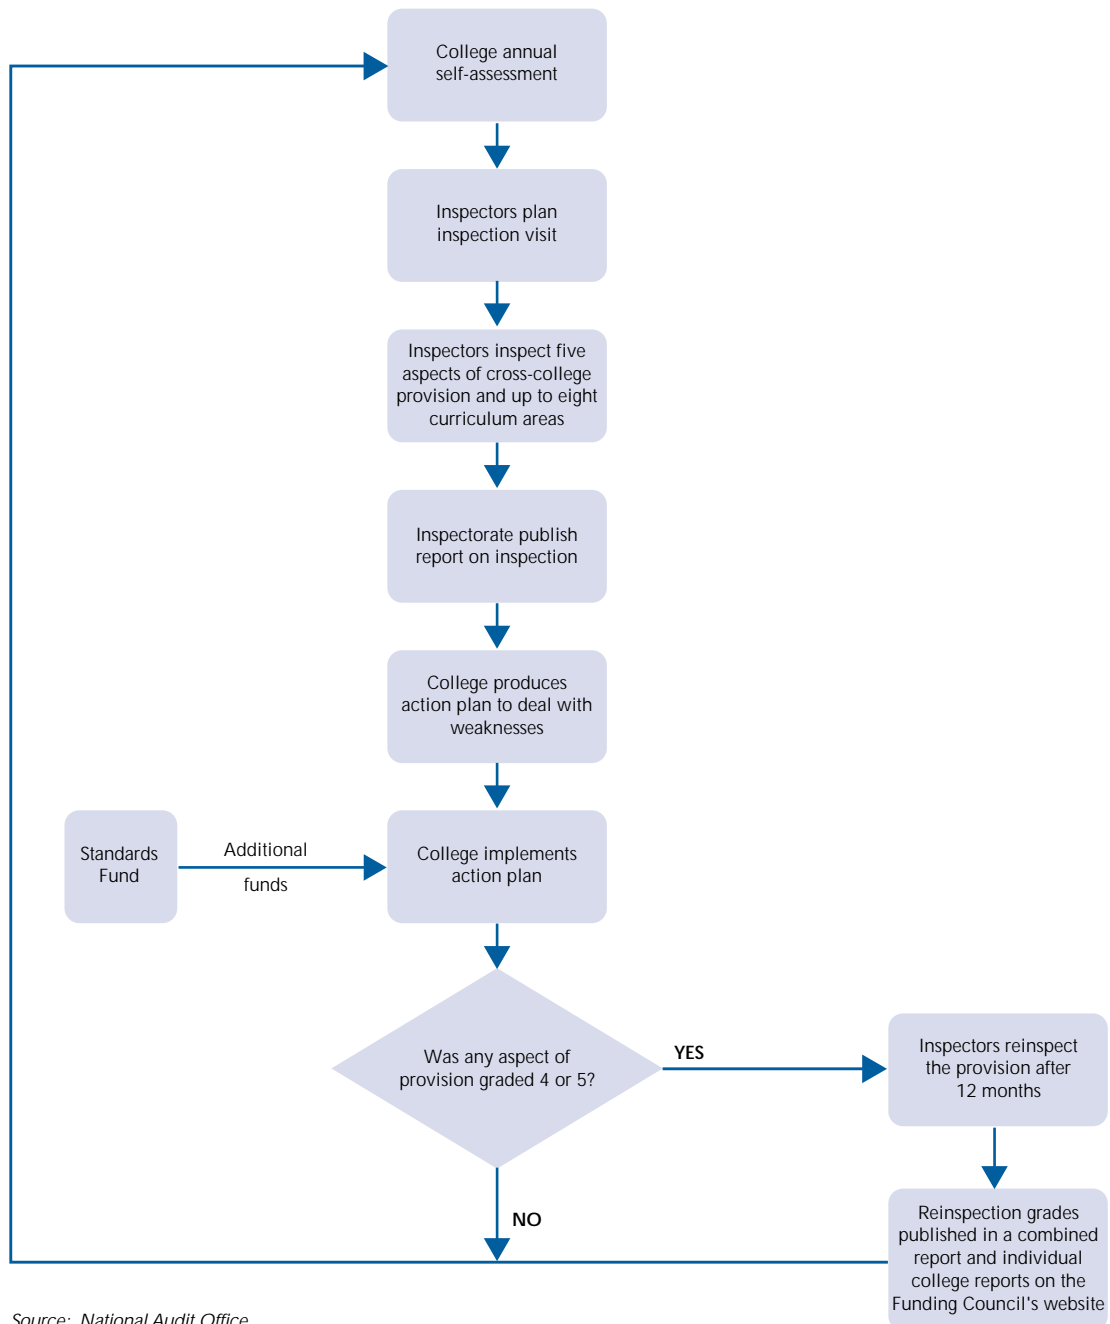 College annual
self-assessment
Inspectors plan
inspection visit
Inspectors inspect five
aspects of cross-college
provision and up to eight
curriculum areas
Inspectorate publish
report on inspection
College produces
action plan to deal with
weaknesses
Standards
Fund
Additional
funds
College implements
action plan
Was any aspect of
provision graded 4 or 5?
YES
Inspectors reinspect
the provision after
12 months
NO
Reinspection grades
published in a combined
report and individual
college reports on the
Funding Council's website
Source: National Audit Office